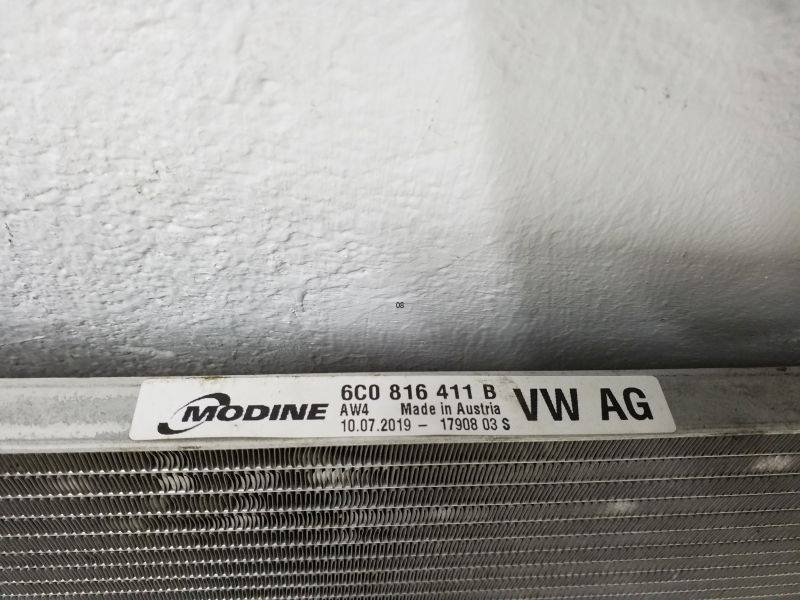 08
MODINE
6C0 816 411 B
AW4 Made in Austria
10.07.2019 – 17908 03 S
VW AG